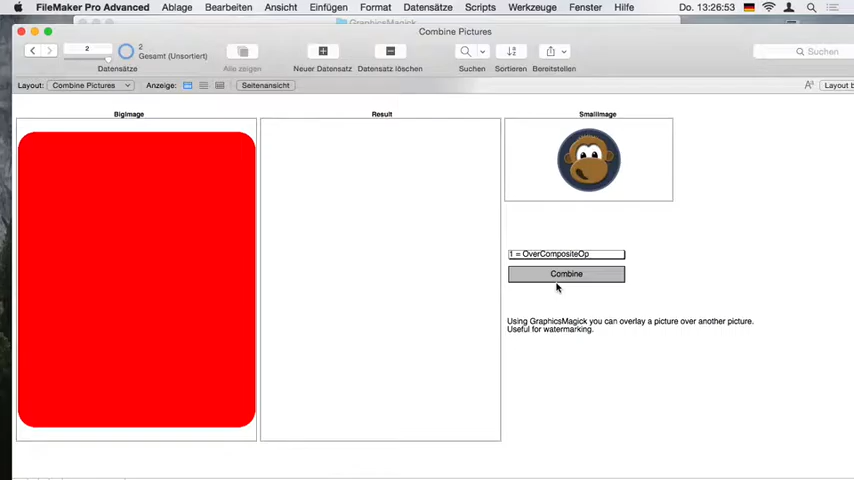 FileMaker Pro Advanced Ablage Bearbeiten Ansicht Einfügen Format Datensätze Scripts Werkzeuge Fenster Hilfe Do. 13:26:53
GraphicsMagick
Combine Pictures
2
2
Gesamt (Unsortiert)
Datensätze
Alle zeigen
Neuer Datensatz
Datensatz löschen
Suchen
Sortieren
Bereitstellen
Suchen
Layout: Combine Pictures Anzeige: Seitenansicht Layout b
BigImage
Result
SmallImage
1 = OverCompositeOp
Combine
Using GraphicsMagick you can overlay a picture over another picture.
Useful for watermarking.